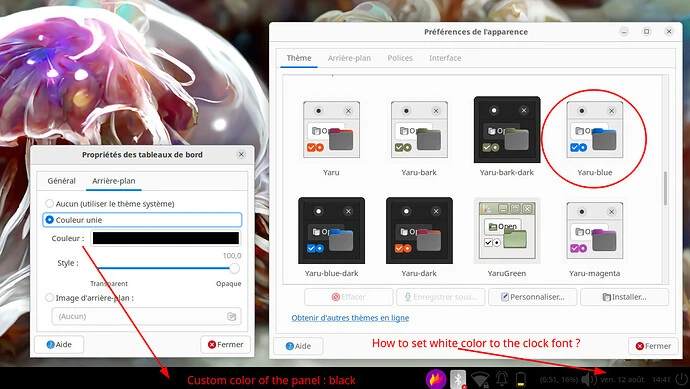 Préférences de l'apparence
Thème Arrière-plan Polices Interface
Yaru Yaru-bark Yaru-bark-dark Yaru-blue
Open
Yaru-blue-dark Yaru-dark YaruGreen Yaru-magenta
Effacer Enregistrer sous... Personnaliser... Installer...
Obtenir d'autres thèmes en ligne
Aide Fermer
Propriétés des tableaux de bord
Général Arrière-plan
Aucun (utiliser le thème système)
Couleur unie
Couleur :
100,0
Style :
Transparent Opaque
Image d'arrière-plan :
(Aucun)
Aide Fermer
How to set white color to the clock font ?
Custom color of the panel : black
(0:51, 16%) ven. 12 août. 14:41